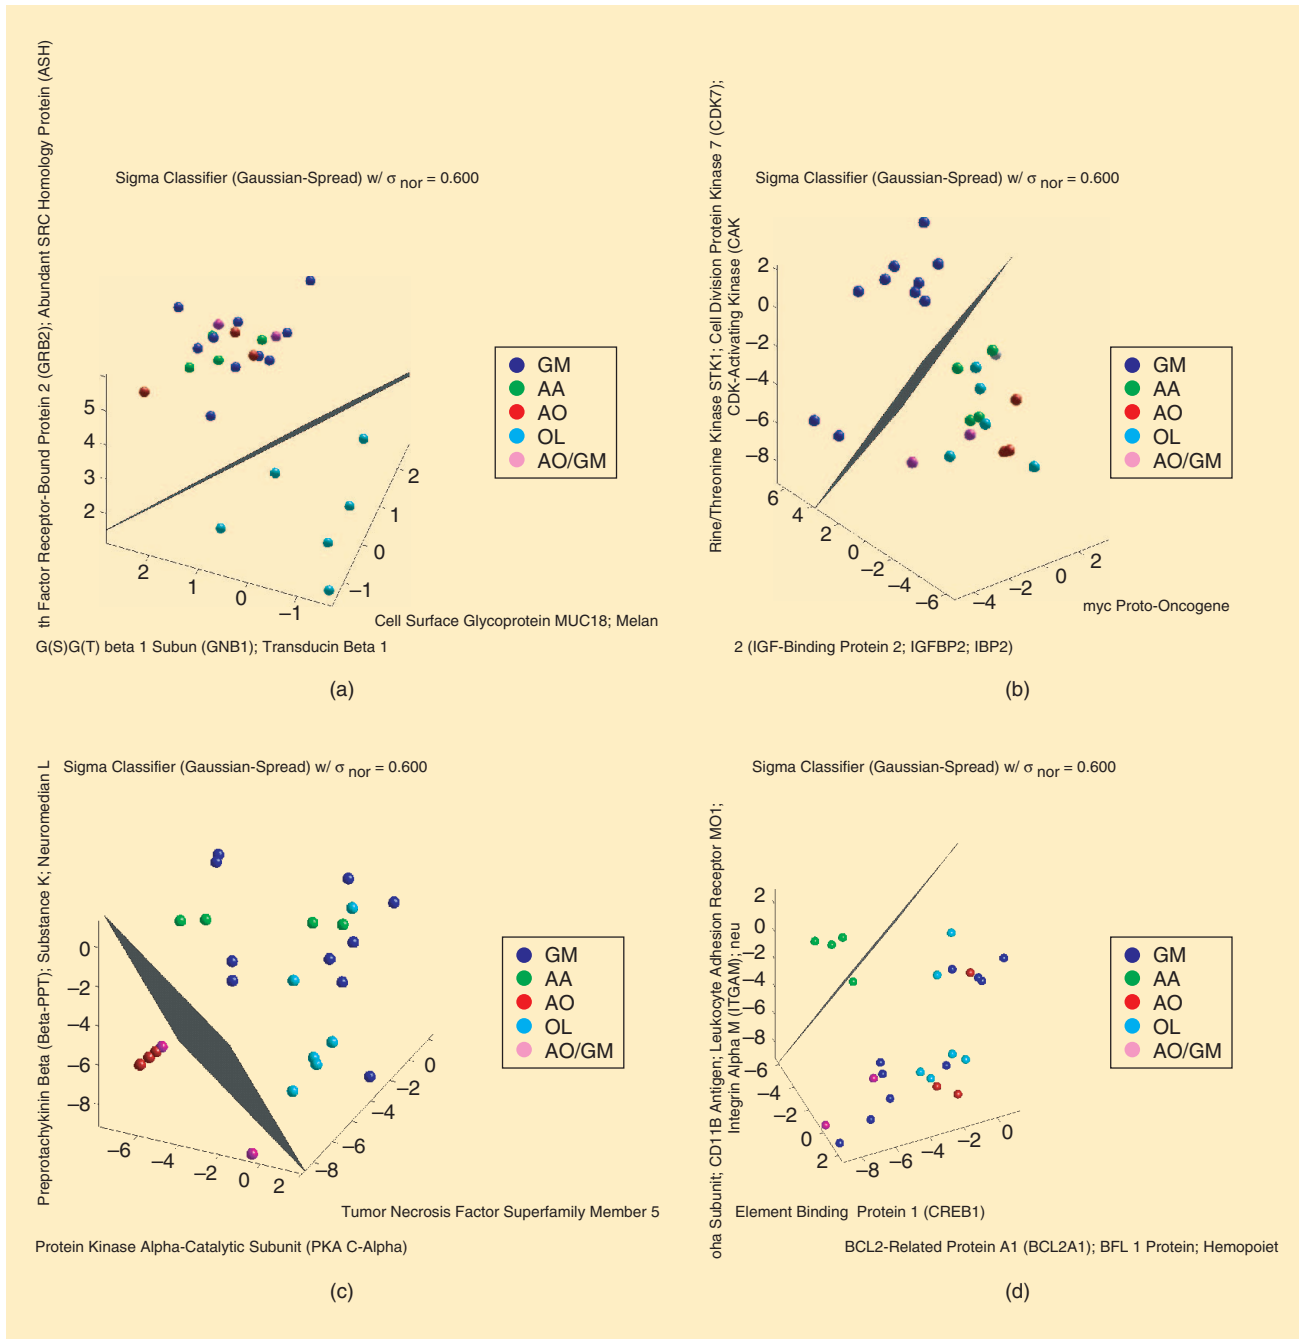 th Factor Receptor-Bound Protein 2 (GRB2); Abundant SRC Homology Protein (ASH)
Sigma Classifier (Gaussian-Spread) w/ σ nor = 0.600
5
4
3
2
2
1
0
–1
2
1
0
–1
Cell Surface Glycoprotein MUC18; Melan
G(S)G(T) beta 1 Subun (GNB1); Transducin Beta 1
GM
AA
AO
OL
AO/GM
(a)
Rine/Threonine Kinase STK1; Cell Division Protein Kinase 7 (CDK7);
CDK-Activating Kinase (CAK
Sigma Classifier (Gaussian-Spread) w/ σ nor = 0.600
2
0
–2
–4
–6
–8
6
4
2
0
–2
–4
–6
–4
–2
0
2
myc Proto-Oncogene
2 (IGF-Binding Protein 2; IGFBP2; IBP2)
GM
AA
AO
OL
AO/GM
(b)
Preprotachykinin Beta (Beta-PPT); Substance K; Neuromedian L
Sigma Classifier (Gaussian-Spread) w/ σ nor = 0.600
0
–2
–4
–6
–8
–6
–4
–2
0
2
–8
–6
–4
–2
0
Tumor Necrosis Factor Superfamily Member 5
Protein Kinase Alpha-Catalytic Subunit (PKA C-Alpha)
GM
AA
AO
OL
AO/GM
(c)
oha Subunit; CD11B Antigen; Leukocyte Adhesion Receptor MO1;
Integrin Alpha M (ITGAM); neu
Sigma Classifier (Gaussian-Spread) w/ σ nor = 0.600
2
0
–2
–4
–6
–8
–6
–4
–2
0
2
–8
–6
–4
–2
0
Element Binding Protein 1 (CREB1)
BCL2-Related Protein A1 (BCL2A1); BFL 1 Protein; Hemopoiet
GM
AA
AO
OL
AO/GM
(d)